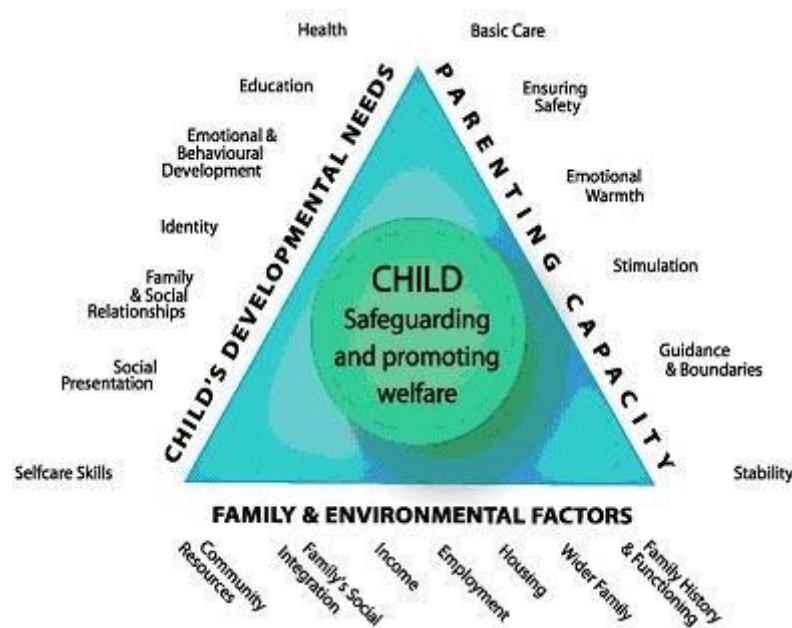 Health
Education
Emotional &
Behavioural
Development
Identity
Family
& Social
Relationships
Social
Presentation
Selfcare Skills
CHILD'S DEVELOPMENTAL NEEDS
CHILD
Safeguarding
and promoting
welfare
PARENTING CAPACITY
Basic Care
Ensuring
Safety
Emotional
Warmth
Stimulation
Guidance
& Boundaries
Stability
FAMILY & ENVIRONMENTAL FACTORS
Community
Resources
Family's Social
Integration
Income
Employment
Housing
Wider Family
Family History
& Functioning